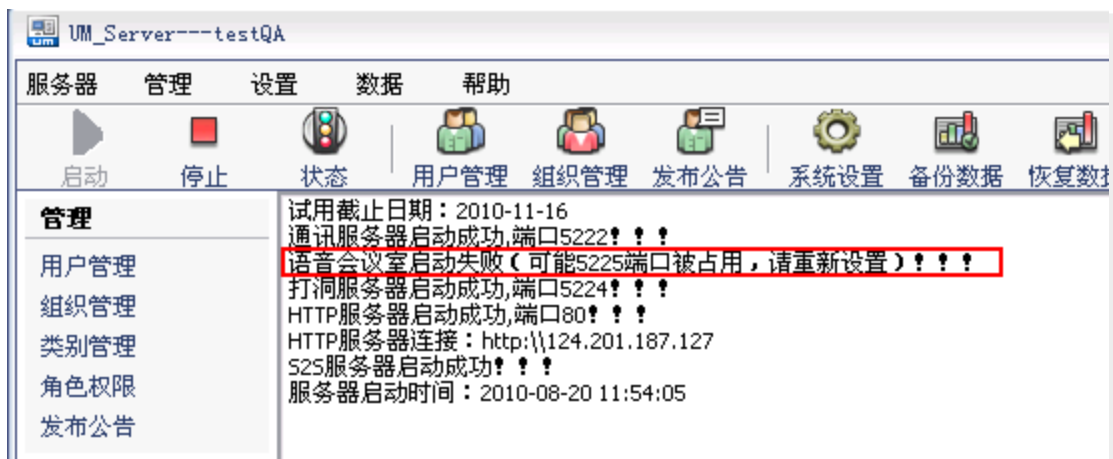 UM_Server---testQA
服务器 管理 设置 数据 帮助
启动 停止 状态 用户管理 组织管理 发布公告 系统设置 备份数据 恢复数据
管理
用户管理
组织管理
类别管理
角色权限
发布公告
试用截止日期：2010-11-16
通讯服务器启动成功,端口5222！！！
语音会议室启动失败（可能5225端口被占用，请重新设置）！！！
打洞服务器启动成功,端口5224！！！
HTTP服务器启动成功,端口80！！！
HTTP服务器连接：http:\\124.201.187.127
S2S服务器启动成功！！！
服务器启动时间：2010-08-20 11:54:05